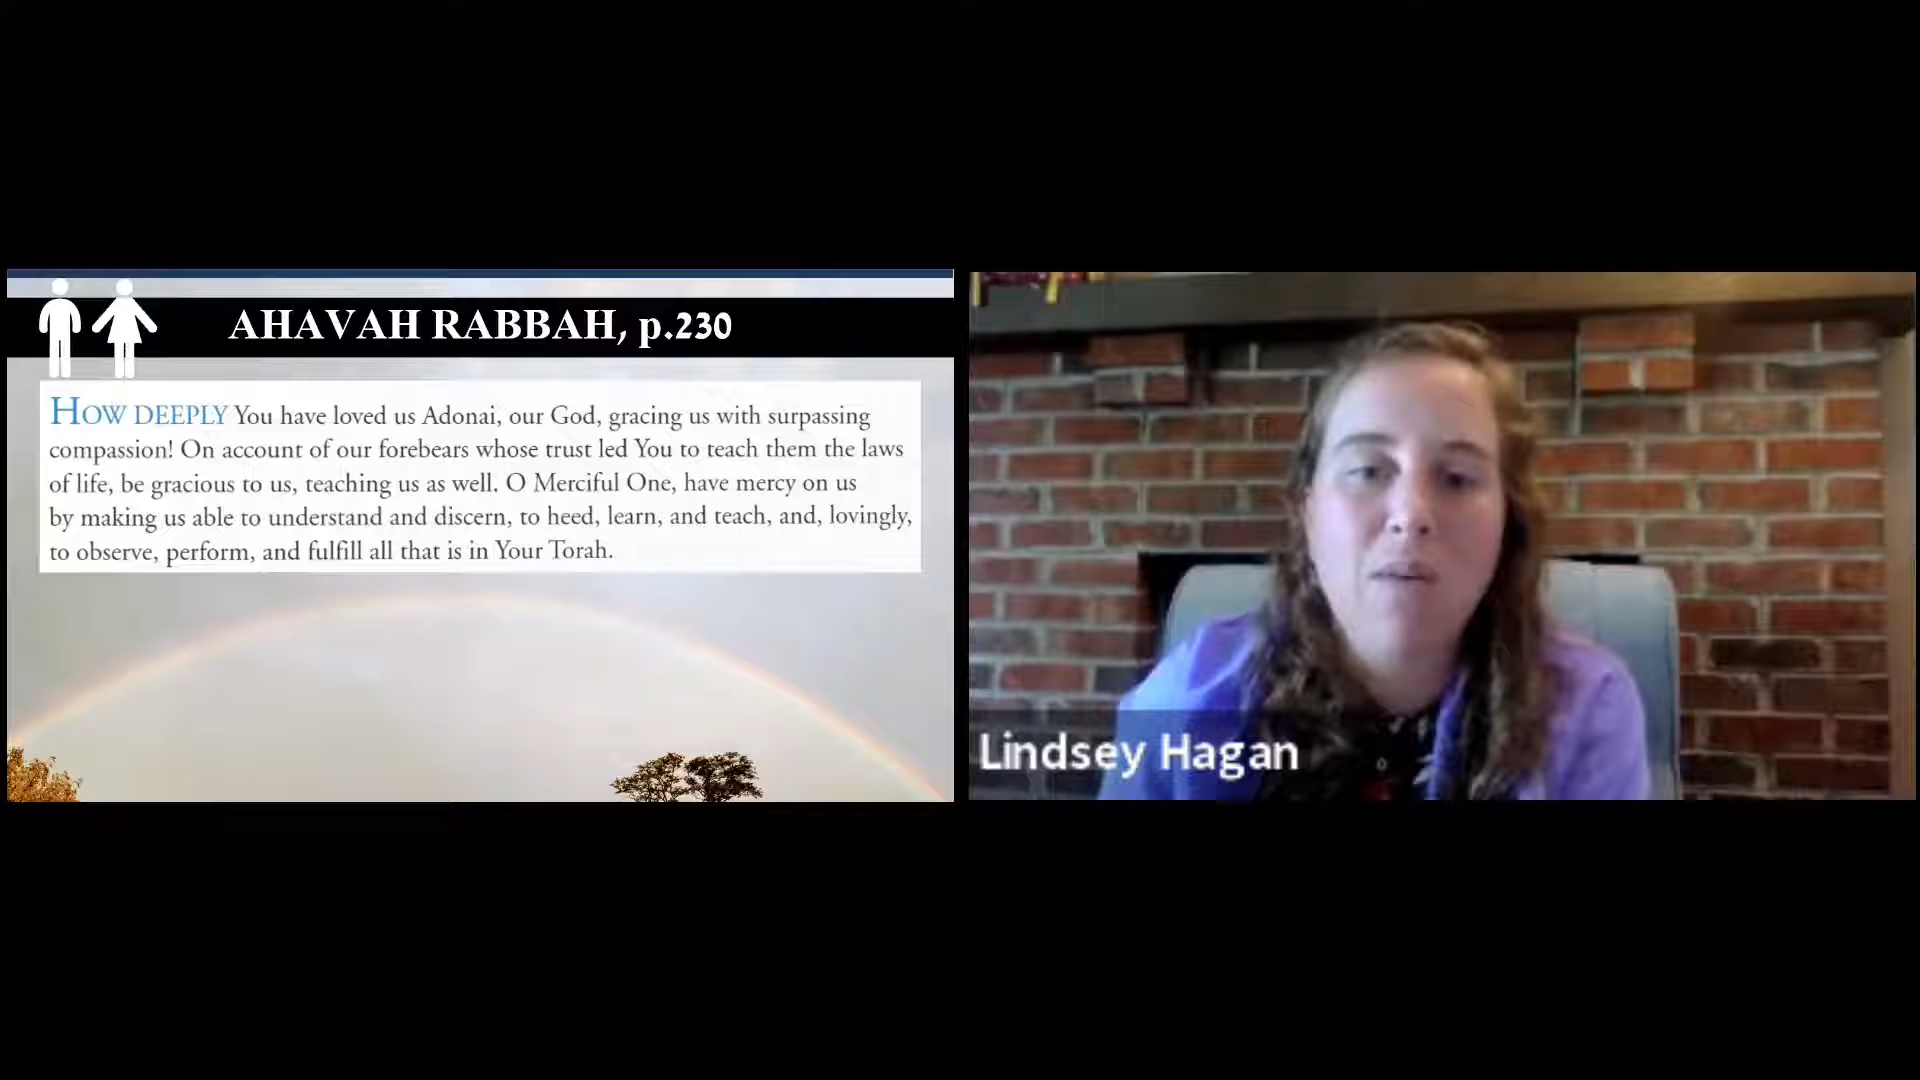 AHAVAH RABBAH, p.230
HOW DEEPLY You have loved us Adonai, our God, gracing us with surpassing
compassion! On account of our forebears whose trust led You to teach them the laws
of life, be gracious to us, teaching us as well. O Merciful One, have mercy on us
by making us able to understand and discern, to heed, learn, and teach, and, lovingly,
to observe, perform, and fulfill all that is in Your Torah.
Lindsey Hagan